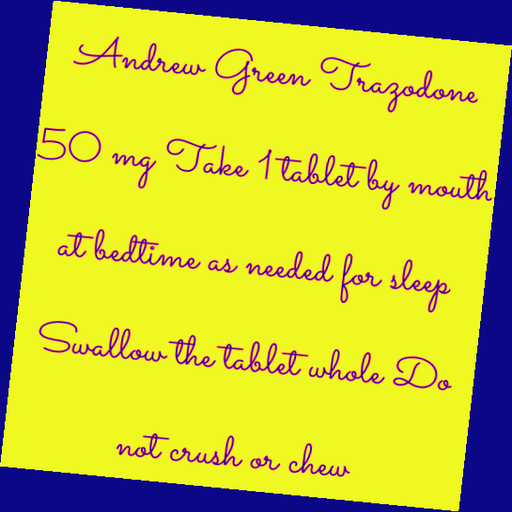 Andrew Green Trazodone
50 mg Take 1 tablet by mouth
at bedtime as needed for sleep
Swallow the tablet whole Do
not crush or chew